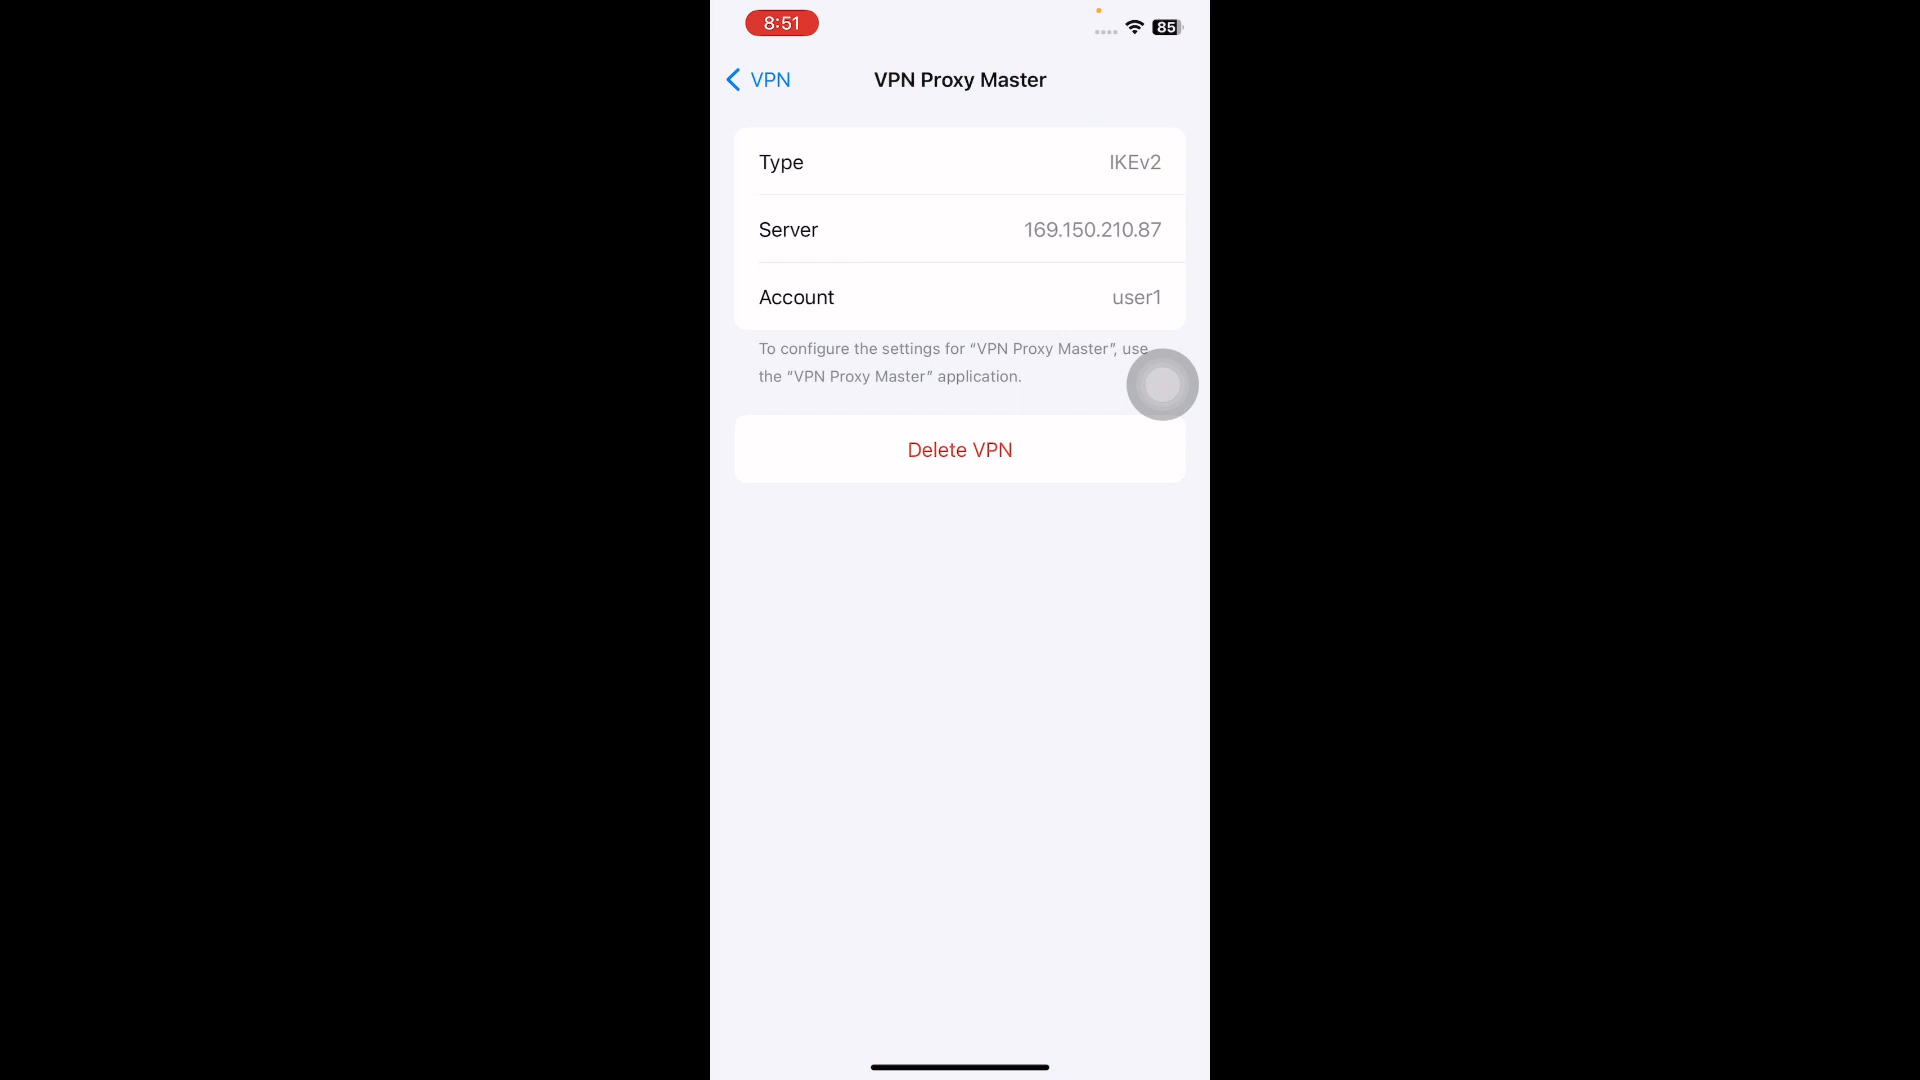 8:51
85
VPN
VPN Proxy Master
Type
IKEv2
Server
169.150.210.87
Account
user1
To configure the settings for “VPN Proxy Master”, use
the “VPN Proxy Master” application.
Delete VPN